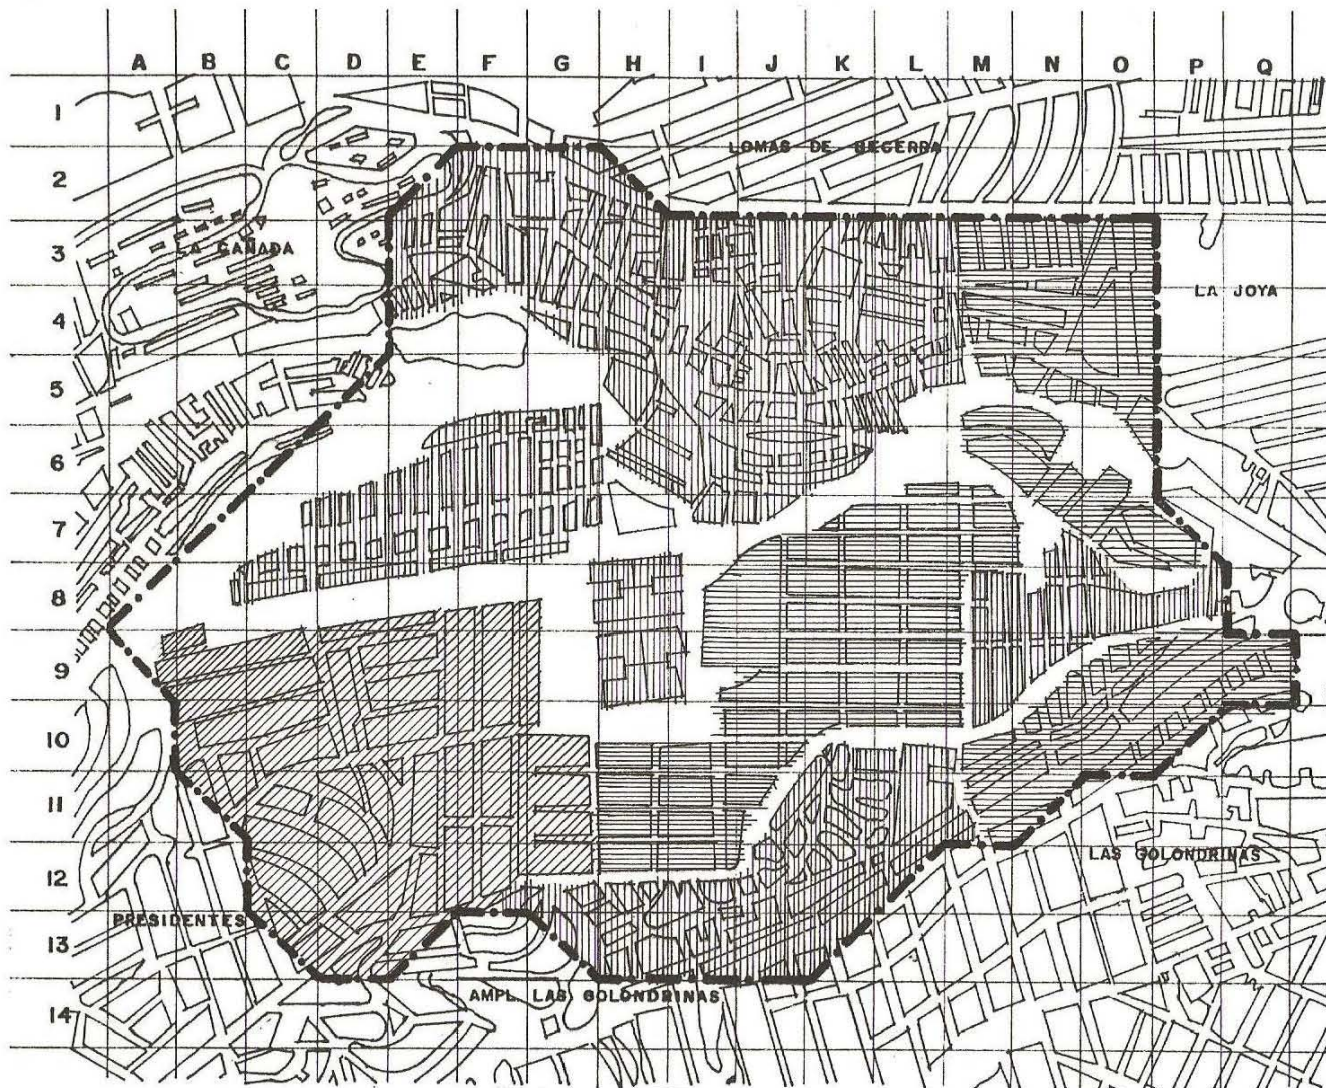 A B C D E F G H I J K L M N O P Q
1
LOMAS DE BECERRA
2
3
LA CAÑADA
4
LA JOYA
5
6
7
8
9
10
11
12
LAS GOLONDRINAS
PRESIDENTES
13
AMPL. LAS GOLONDRINAS
14